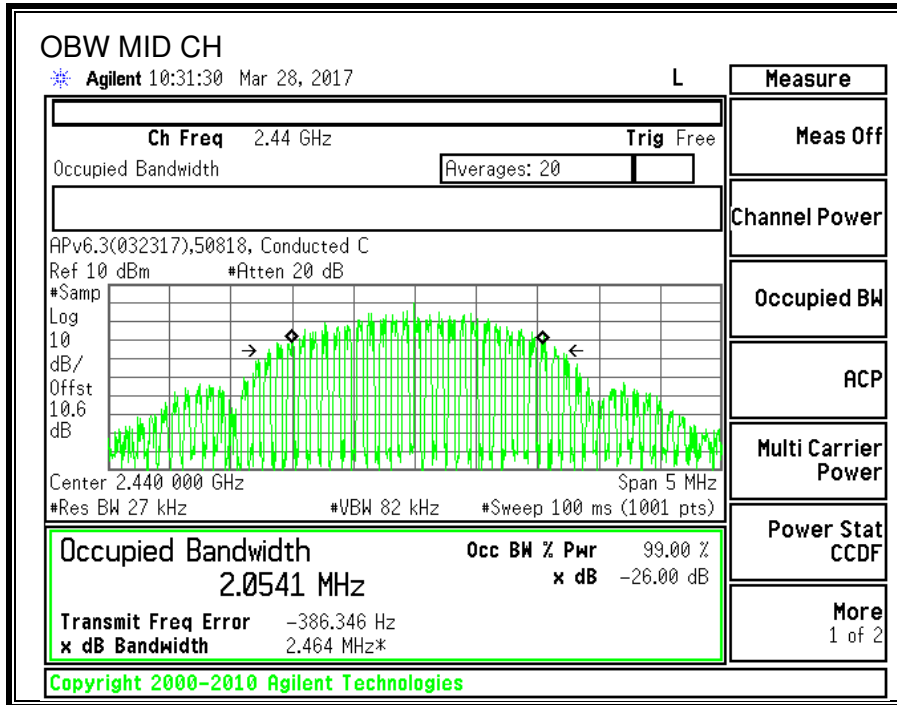 OBW MID CH
Agilent 10:31:30 Mar 28, 2017 L
Measure
Ch Freq 2.44 GHz Trig Free
Occupied Bandwidth Averages: 20
APv6.3(032317),50818, Conducted C
Ref 10 dBm #Atten 20 dB
#Samp
Log
10
dB/
Offst
10.6
dB
Center 2.440 000 GHz Span 5 MHz
#Res BW 27 kHz #VBW 82 kHz #Sweep 100 ms (1001 pts)
Occupied Bandwidth Occ BW % Pwr 99.00 %
2.0541 MHz x dB -26.00 dB
Transmit Freq Error -386.346 Hz
x dB Bandwidth 2.464 MHz*
Meas Off
Channel Power
Occupied BW
ACP
Multi Carrier
Power
Power Stat
CCDF
More
1 of 2
Copyright 2000-2010 Agilent Technologies